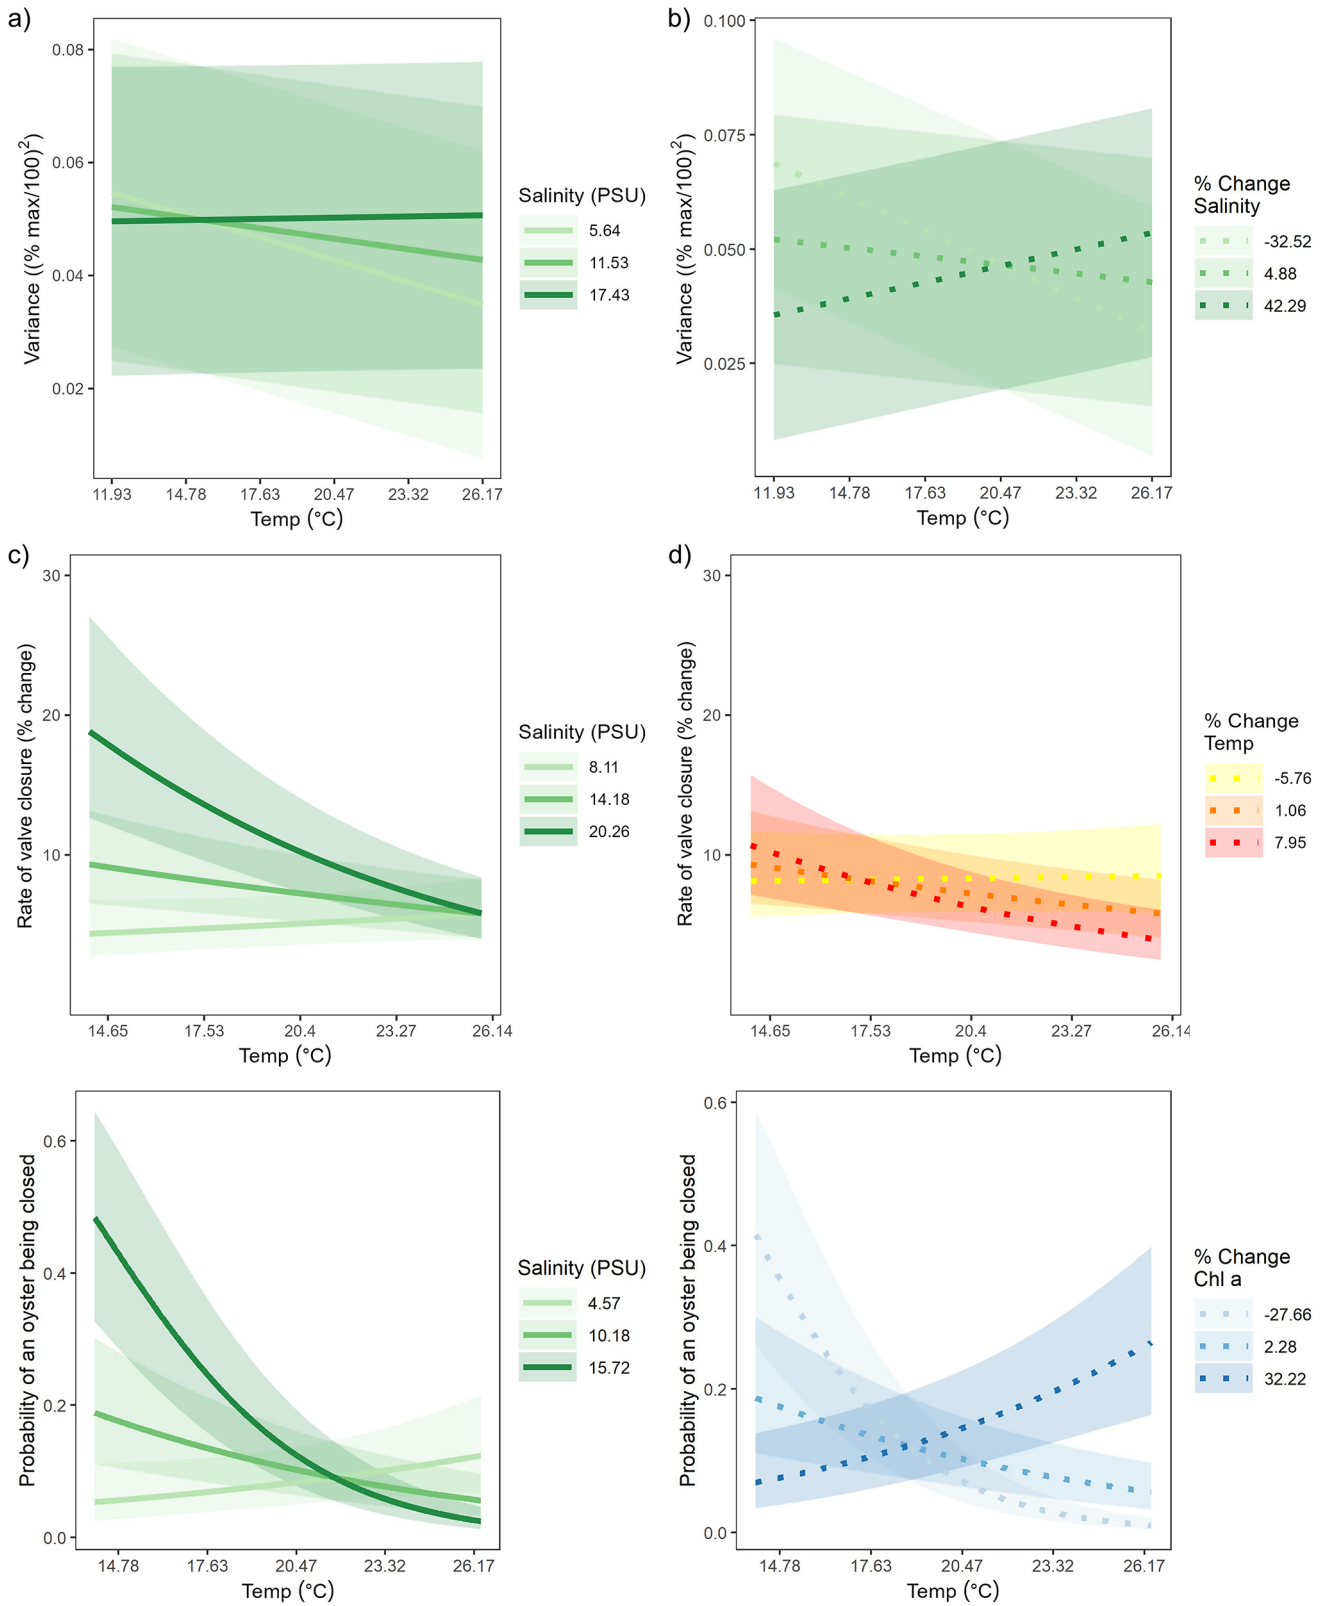 a)
0.08
0.06
0.04
0.02
Variance ((% max/100)²)
11.93 14.78 17.63 20.47 23.32 26.17
Temp (°C)
Salinity (PSU)
5.64
11.53
17.43
b)
0.100
0.075
0.050
0.025
Variance ((% max/100)²)
11.93 14.78 17.63 20.47 23.32 26.17
Temp (°C)
% Change
Salinity
-32.52
4.88
42.29
c)
30
20
10
Rate of valve closure (% change)
14.65 17.53 20.4 23.27 26.14
Temp (°C)
Salinity (PSU)
8.11
14.18
20.26
d)
30
20
10
Rate of valve closure (% change)
14.65 17.53 20.4 23.27 26.14
Temp (°C)
% Change
Temp
-5.76
1.06
7.95
0.6
0.4
0.2
0.0
Probability of an oyster being closed
14.78 17.63 20.47 23.32 26.17
Temp (°C)
Salinity (PSU)
4.57
10.18
15.72
0.6
0.4
0.2
0.0
Probability of an oyster being closed
14.78 17.63 20.47 23.32 26.17
Temp (°C)
% Change
Chl a
-27.66
2.28
32.22